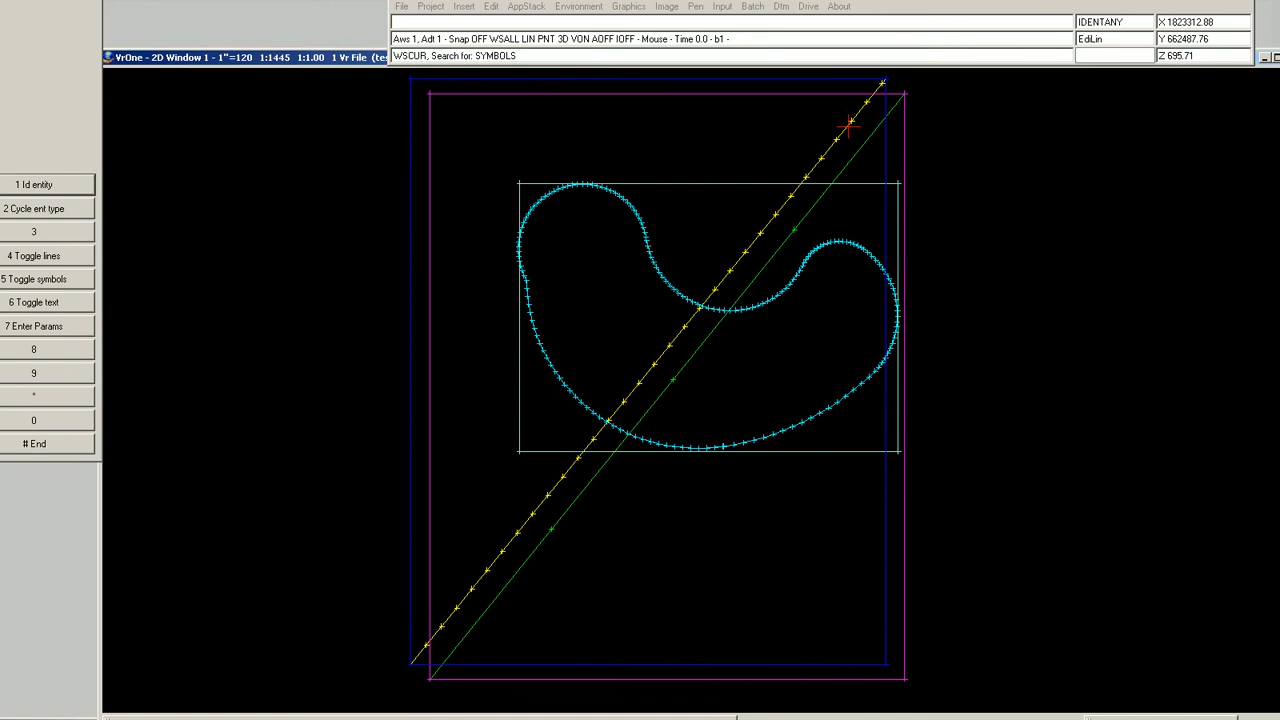 File Project Insert Edit AppStack Environment Graphics Image Pen Input Batch Dtm Drive About
IDENTANY X 1823312.88
Aws 1, Adt 1 - Snap OFF WSALL LIN PNT 3D VON AOFF IOFF - Mouse - Time 0.0 - b1 - EdiLin Y 662487.76
WSCUR, Search for: SYMBOLS Z 695.71
VrOne - 2D Window 1 - 1"=120 1:1445 1:1.00 1 Vr File (tes
1 Id entity
2 Cycle ent type
3
4 Toggle lines
5 Toggle symbols
6 Toggle text
7 Enter Params
8
9
*
0
# End